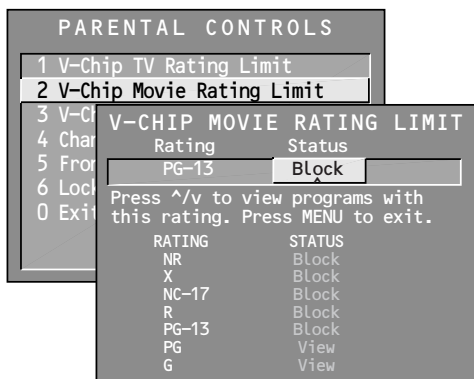 PARENTAL CONTROLS
1 V-Chip TV Rating Limit
2 V-Chip Movie Rating Limit
3 V-Ch
4 Chan
5 Fron
6 Lock
0 Exit
V-CHIP MOVIE RATING LIMIT
Rating Status
PG-13 Block
Press ^/v to view programs with
this rating. Press MENU to exit.
RATING STATUS
NR Block
X Block
NC-17 Block
R Block
PG-13 Block
PG View
G View